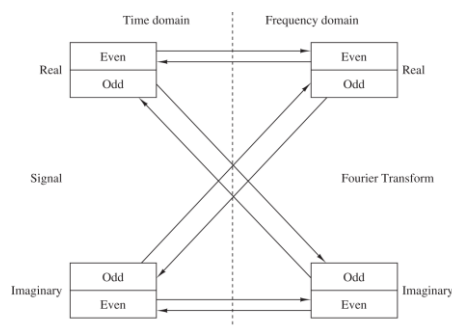 Time domain Frequency domain
Even Even
Real Real
Odd Odd
Signal Fourier Transform
Odd Odd
Imaginary Imaginary
Even Even